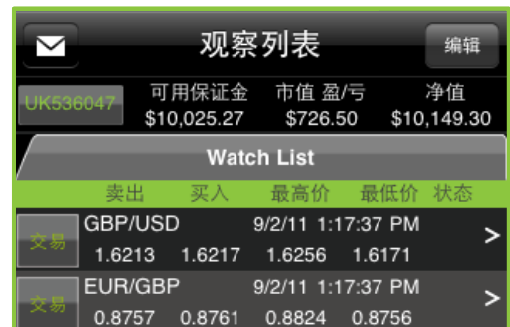 观察列表 编辑
UK536047 可用保证金 市值 盈/亏 净值
$10,025.27 $726.50 $10,149.30
Watch List
卖出 买入 最高价 最低价 状态
交易 GBP/USD 9/2/11 1:17:37 PM >
1.6213 1.6217 1.6256 1.6171
交易 EUR/GBP 9/2/11 1:17:37 PM >
0.8757 0.8761 0.8824 0.8756